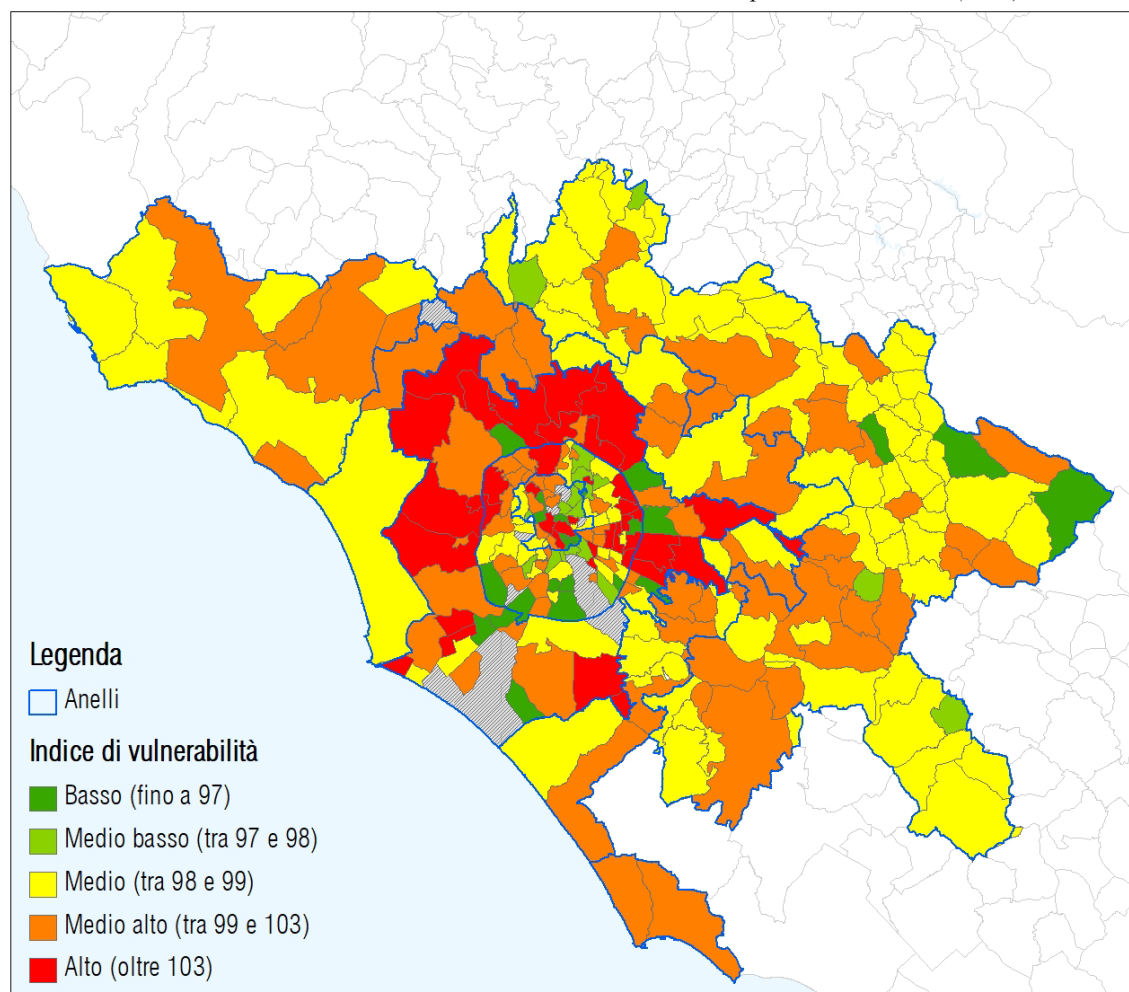 Legenda
Anelli
Indice di vulnerabilità
Basso (fino a 97)
Medio basso (tra 97 e 98)
Medio (tra 98 e 99)
Medio alto (tra 99 e 103)
Alto (oltre 103)